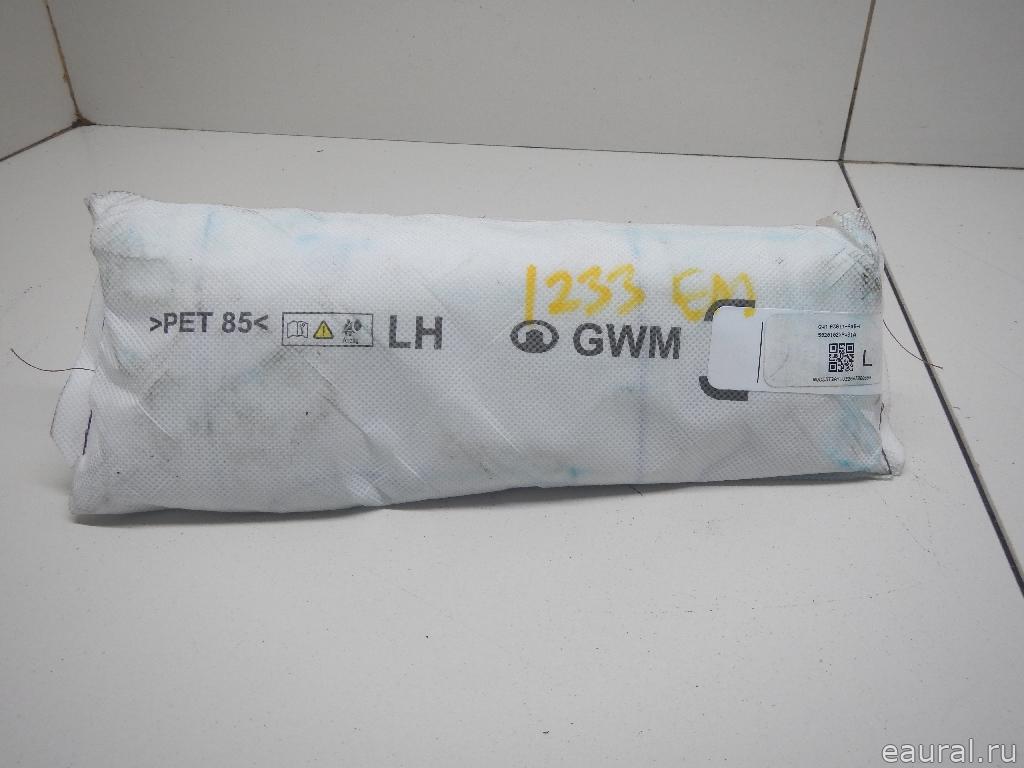 1233 EM
>PET 85< LH GWM
L
eaural.ru